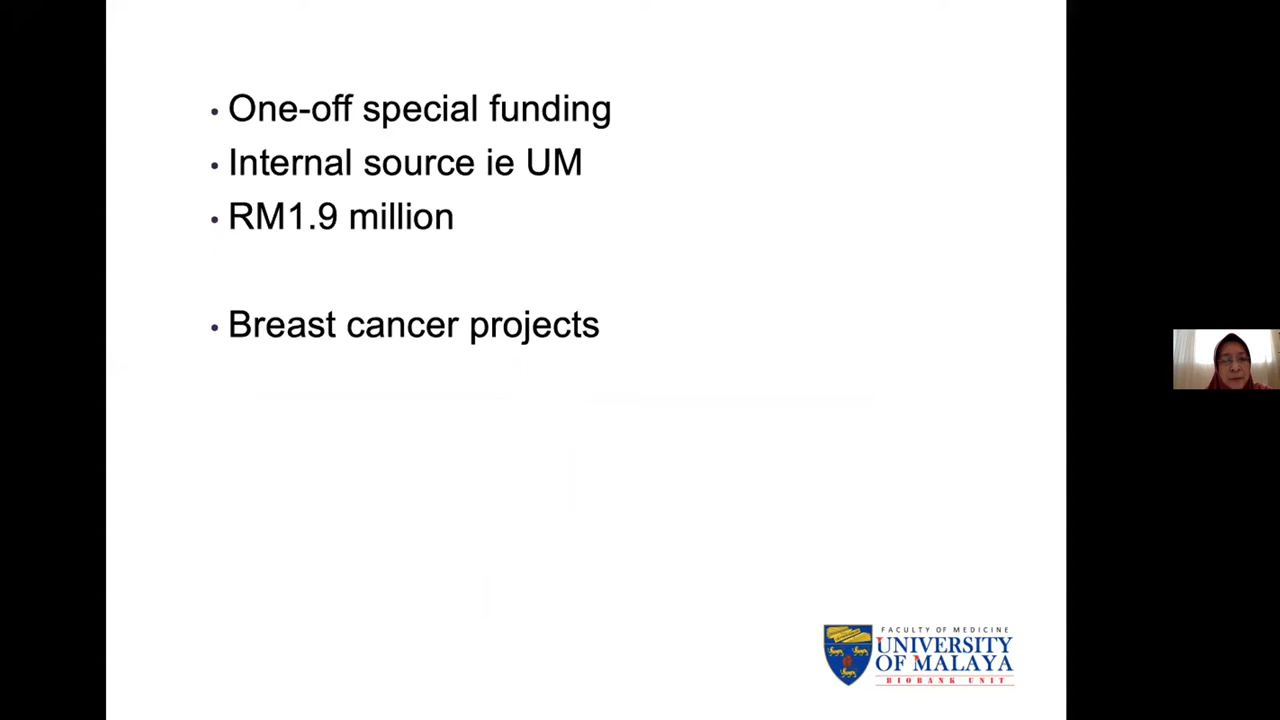 • One-off special funding
• Internal source ie UM
• RM1.9 million
• Breast cancer projects
FACULTY OF MEDICINE
UNIVERSITY
OF MALAYA
BIOBANK UNIT